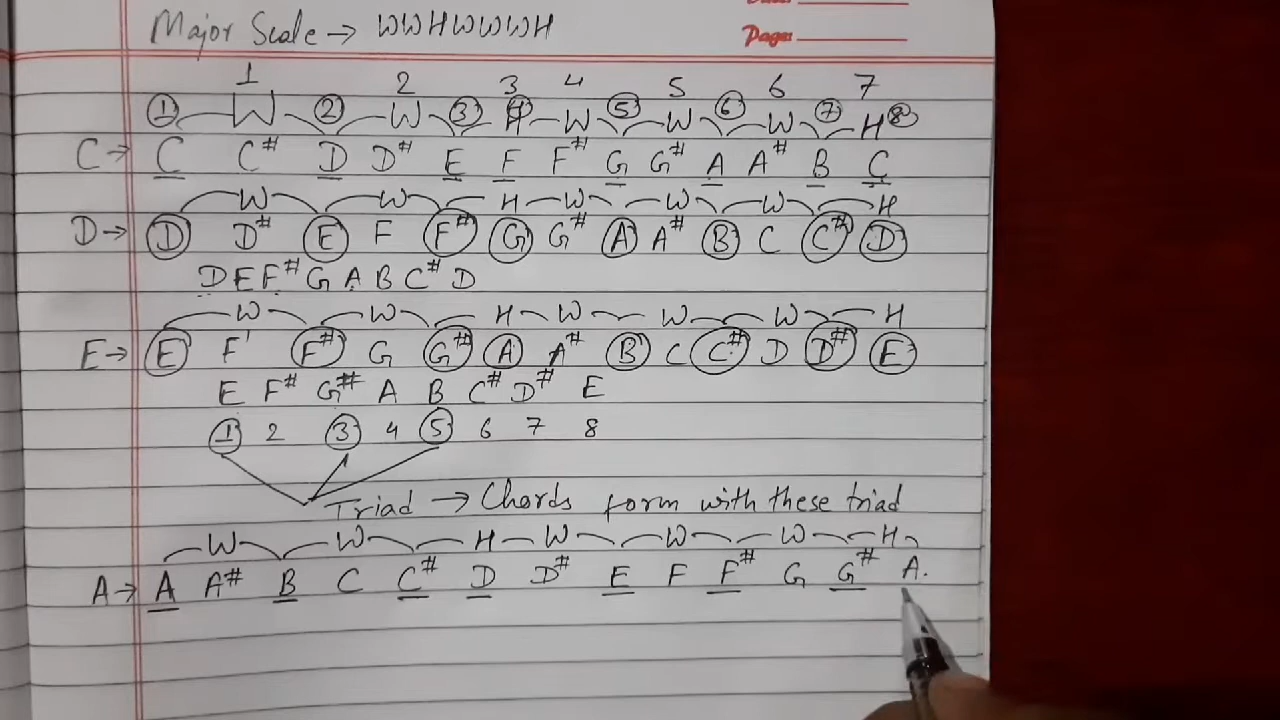 Major Scale → WWHWWWH
Page:
1 2 3 4 5 6 7
① W ② W ③ H ④ W ⑤ W ⑥ W ⑦ H ⑧
C → C C# D D# E F F# G G# A A# B C
W W H W W W H
D → D D# E F F# G G# A A# B C C# D
D E F# G A B C# D
W W H W W W H
E → E F F# G G# A A# B C C# D D# E
E F# G# A B C# D# E
① 2 ③ 4 ⑤ 6 7 8
Triad → Chords form with these triad
W W H W W W H
A → A A# B C C# D D# E F F# G G# A.